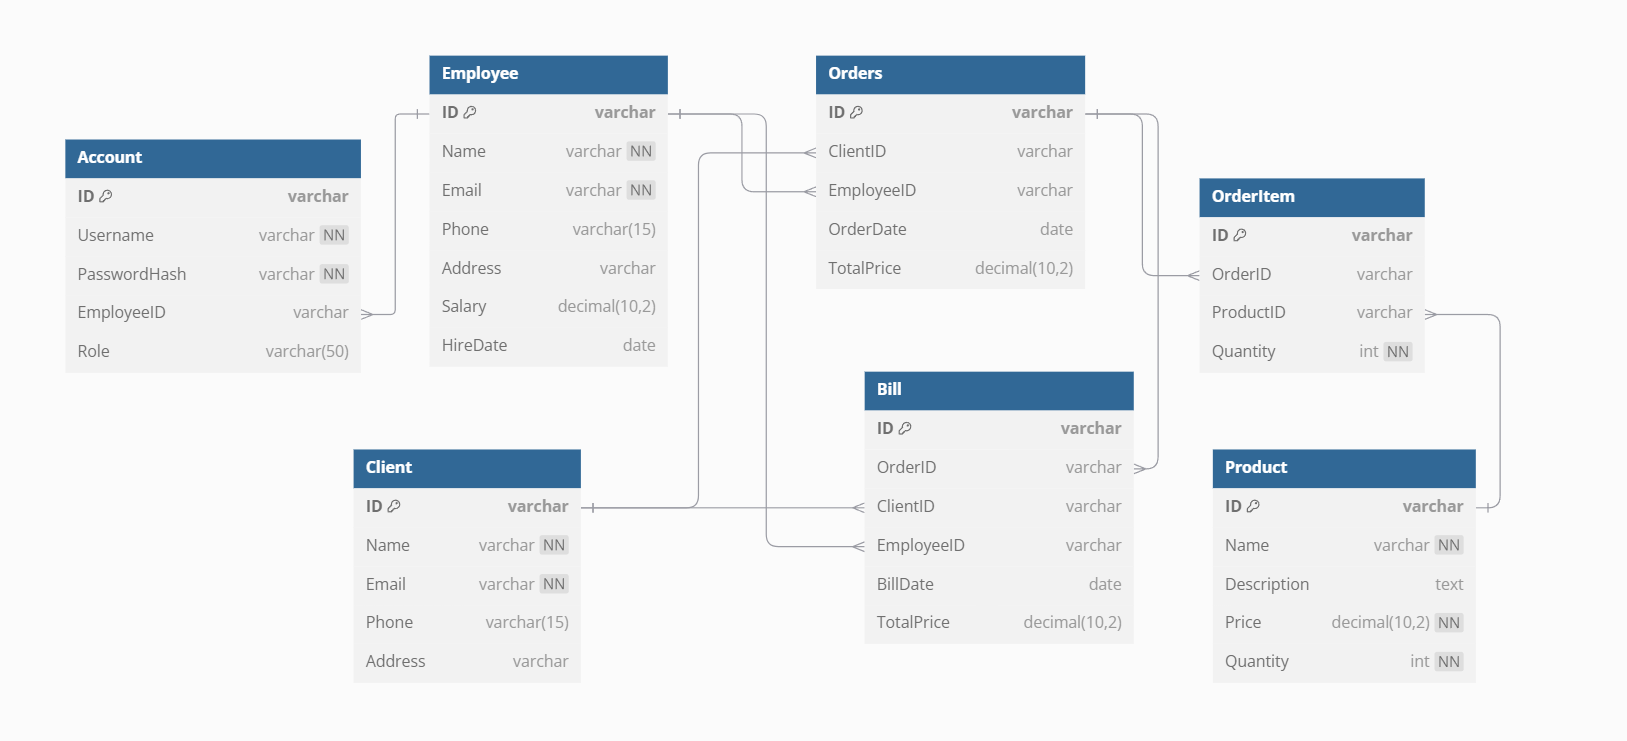 Account
ID varchar
Username varchar NN
PasswordHash varchar NN
EmployeeID varchar
Role varchar(50)
Employee
ID varchar
Name varchar NN
Email varchar NN
Phone varchar(15)
Address varchar
Salary decimal(10,2)
HireDate date
Orders
ID varchar
ClientID varchar
EmployeeID varchar
OrderDate date
TotalPrice decimal(10,2)
OrderItem
ID varchar
OrderID varchar
ProductID varchar
Quantity int NN
Client
ID varchar
Name varchar NN
Email varchar NN
Phone varchar(15)
Address varchar
Bill
ID varchar
OrderID varchar
ClientID varchar
EmployeeID varchar
BillDate date
TotalPrice decimal(10,2)
Product
ID varchar
Name varchar NN
Description text
Price decimal(10,2) NN
Quantity int NN